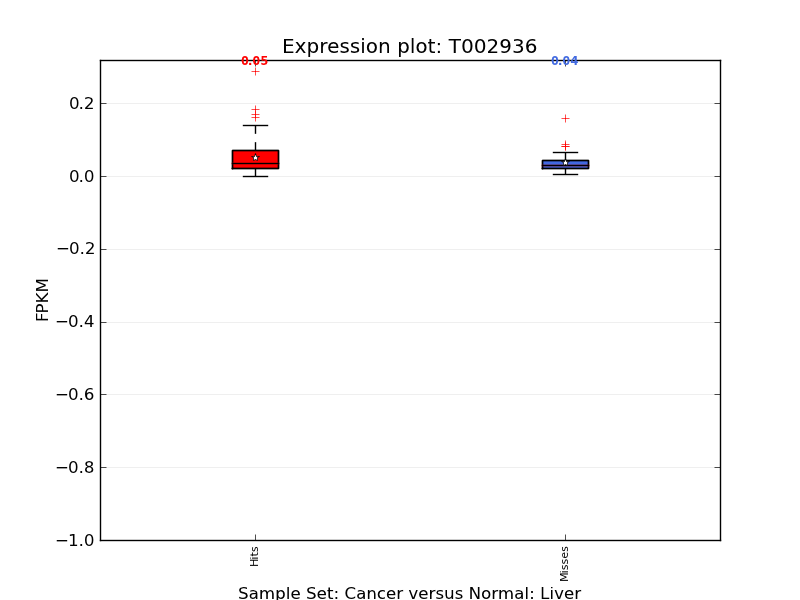 Expression plot: T002936
0.05
0.04
0.2
0.0
−0.2
−0.4
−0.6
−0.8
−1.0
FPKM
Hits
Misses
Sample Set: Cancer versus Normal: Liver